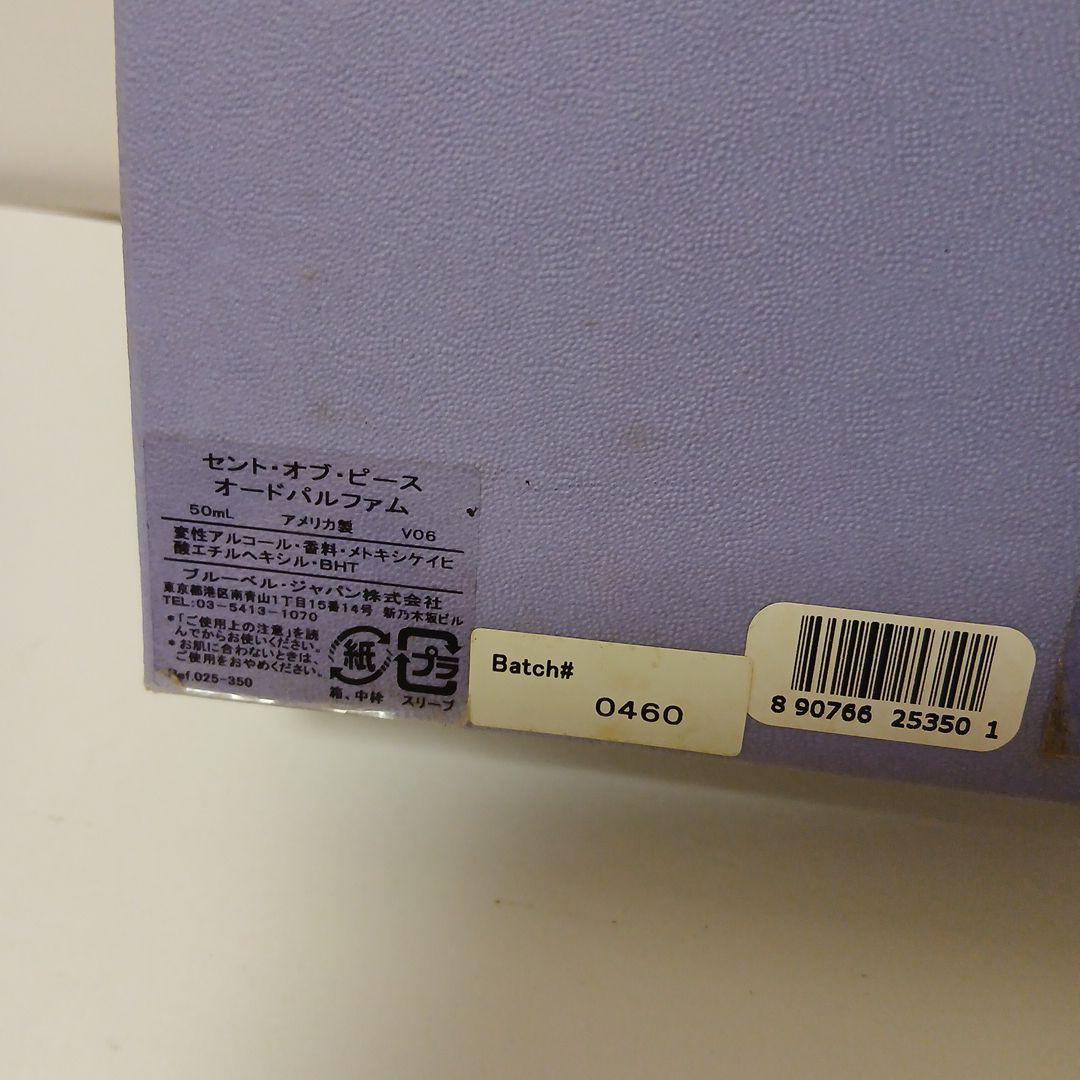 セント・オブ・ピース
オードパルファム
50mL アメリカ製 V06
変性アルコール・香料・メトキシケイヒ
酸エチルヘキシル・BHT
ブルーベル・ジャパン株式会社
東京都港区南青山1丁目15番14号 新乃木坂ビル
TEL:03-5413-1070
*「ご使用上の注意」を読
んでからお使いください。
*お肌に合わないときは、
ご使用をおやめください。
Ref.025-350
紙
箱、中枠
プラ
スリーブ
Batch#
0460
8 90766 25350 1